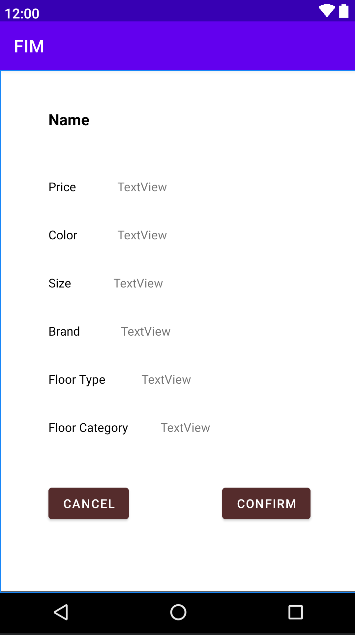 12:00
FIM
Name
Price TextView
Color TextView
Size TextView
Brand TextView
Floor Type TextView
Floor Category TextView
CANCEL CONFIRM